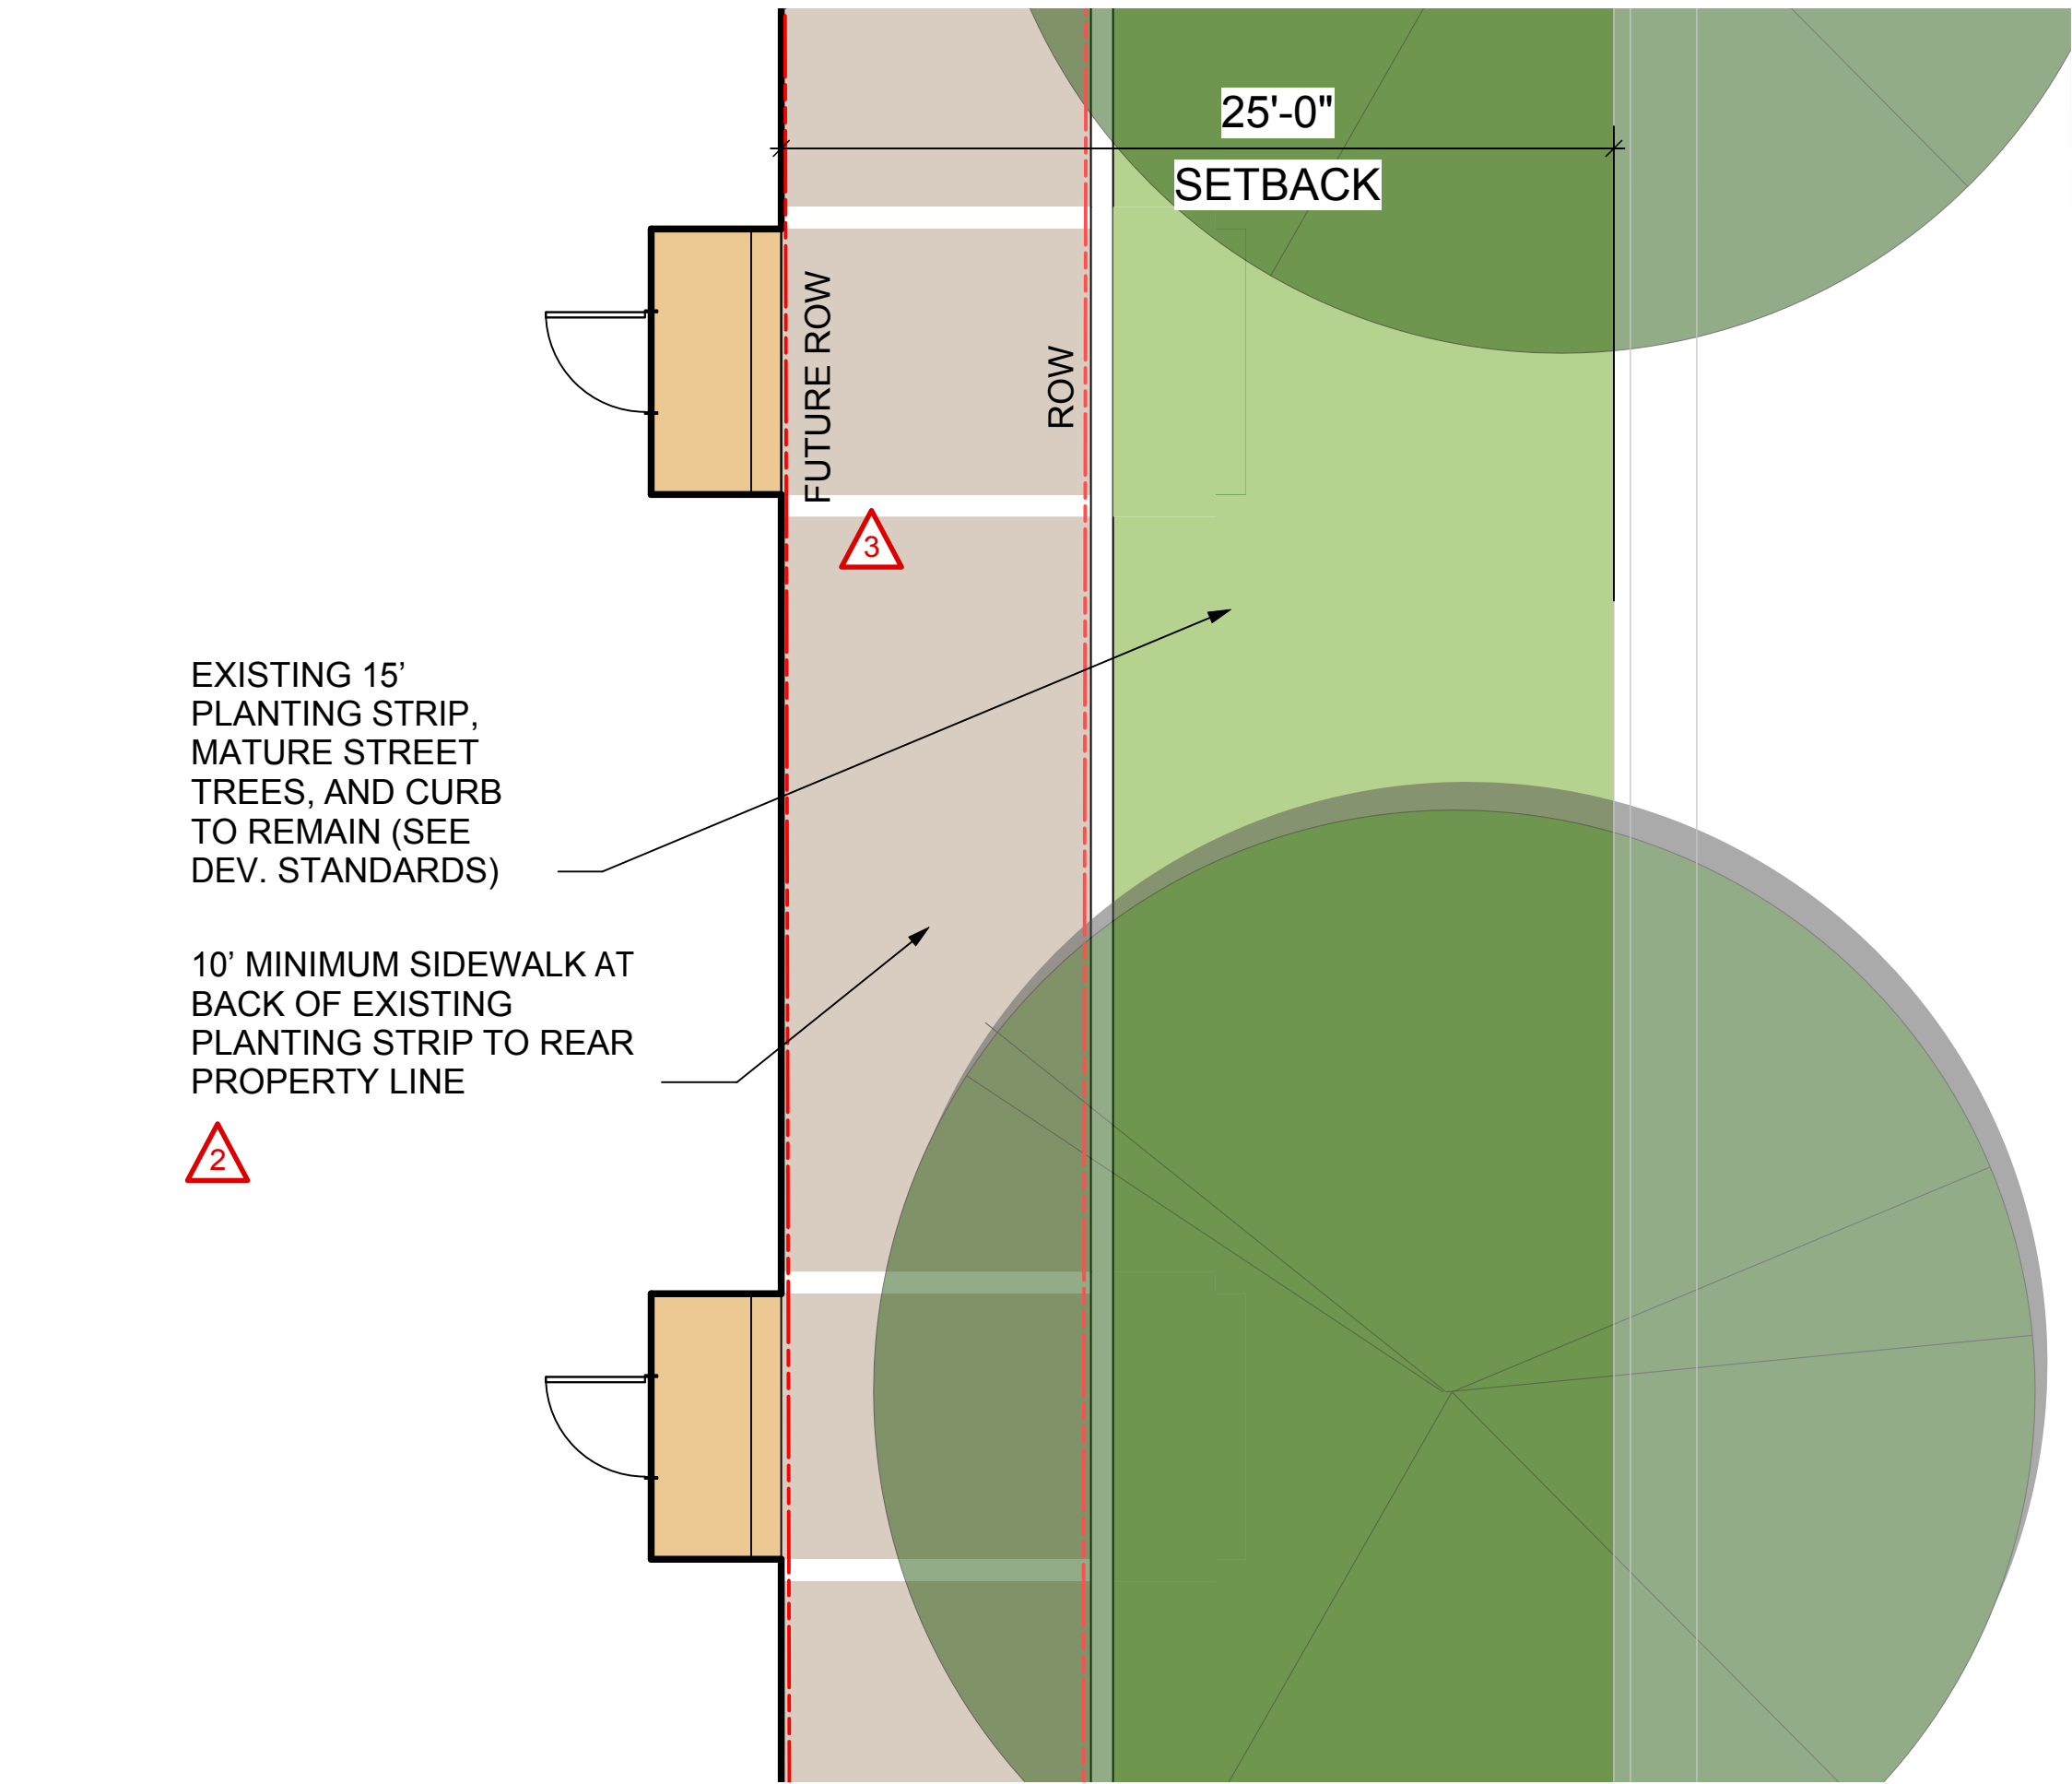 25'-0"
SETBACK
FUTURE ROW
ROW
3
EXISTING 15’
PLANTING STRIP,
MATURE STREET
TREES, AND CURB
TO REMAIN (SEE
DEV. STANDARDS)
10’ MINIMUM SIDEWALK AT
BACK OF EXISTING
PLANTING STRIP TO REAR
PROPERTY LINE
2